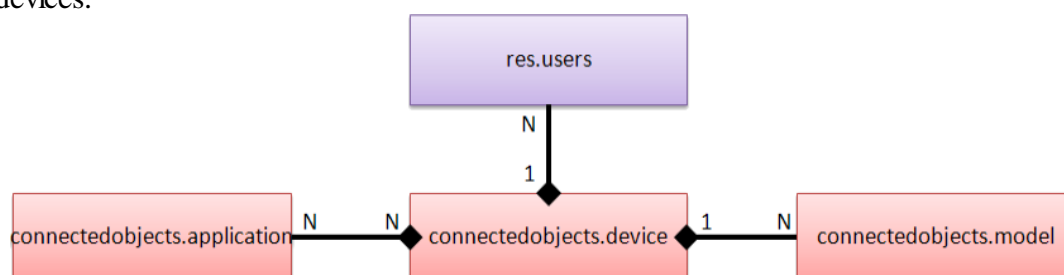 devices.
res.users
N
1
connectedobjects.application
N
N
connectedobjects.device
1
N
connectedobjects.model